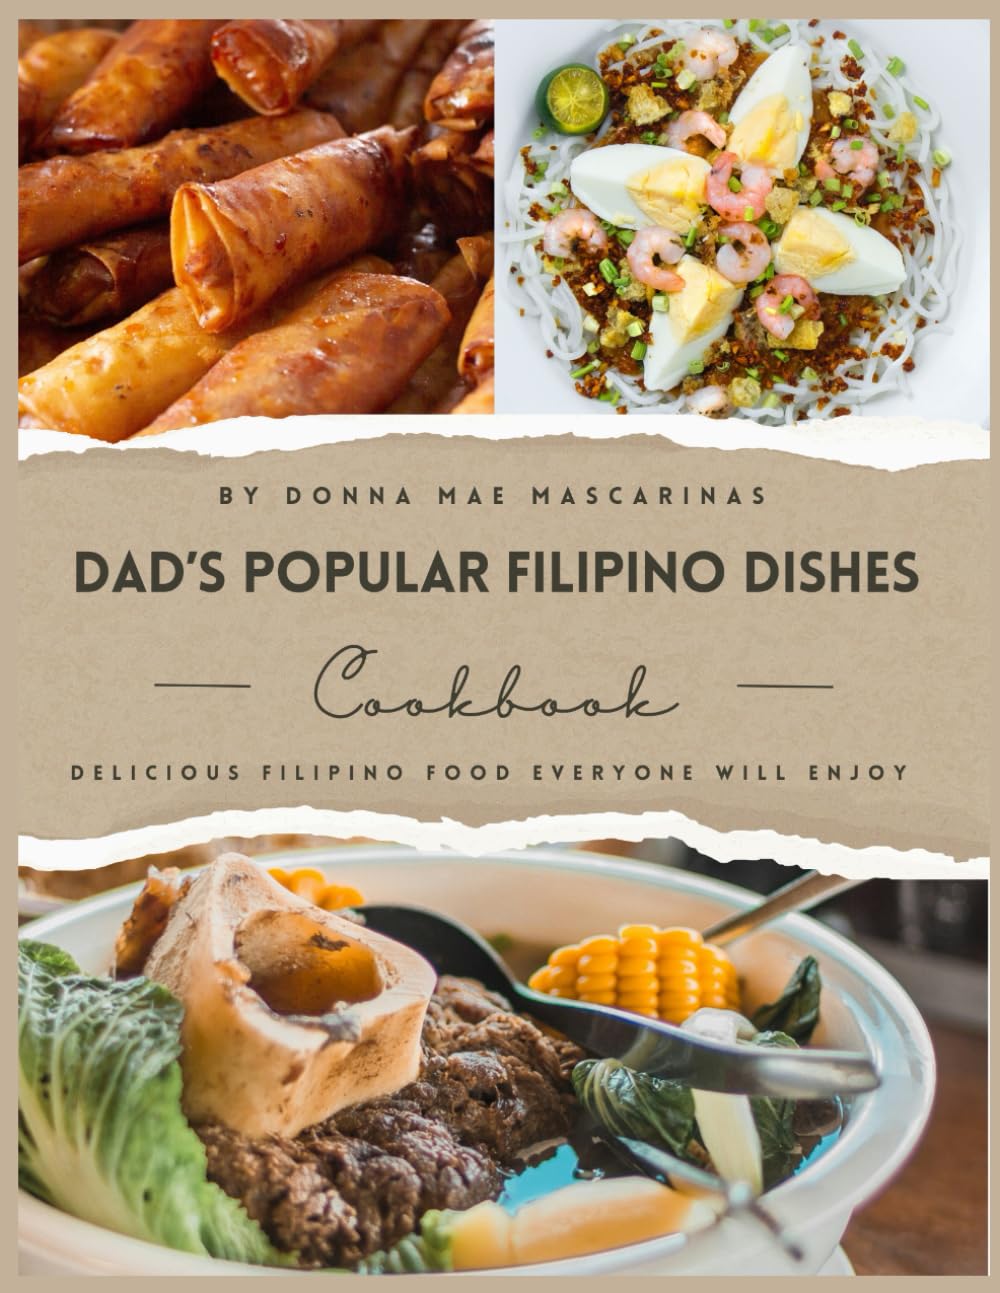 BY DONNA MAE MASCARINAS
DAD'S POPULAR FILIPINO DISHES
Cookbook
DELICIOUS FILIPINO FOOD EVERYONE WILL ENJOY